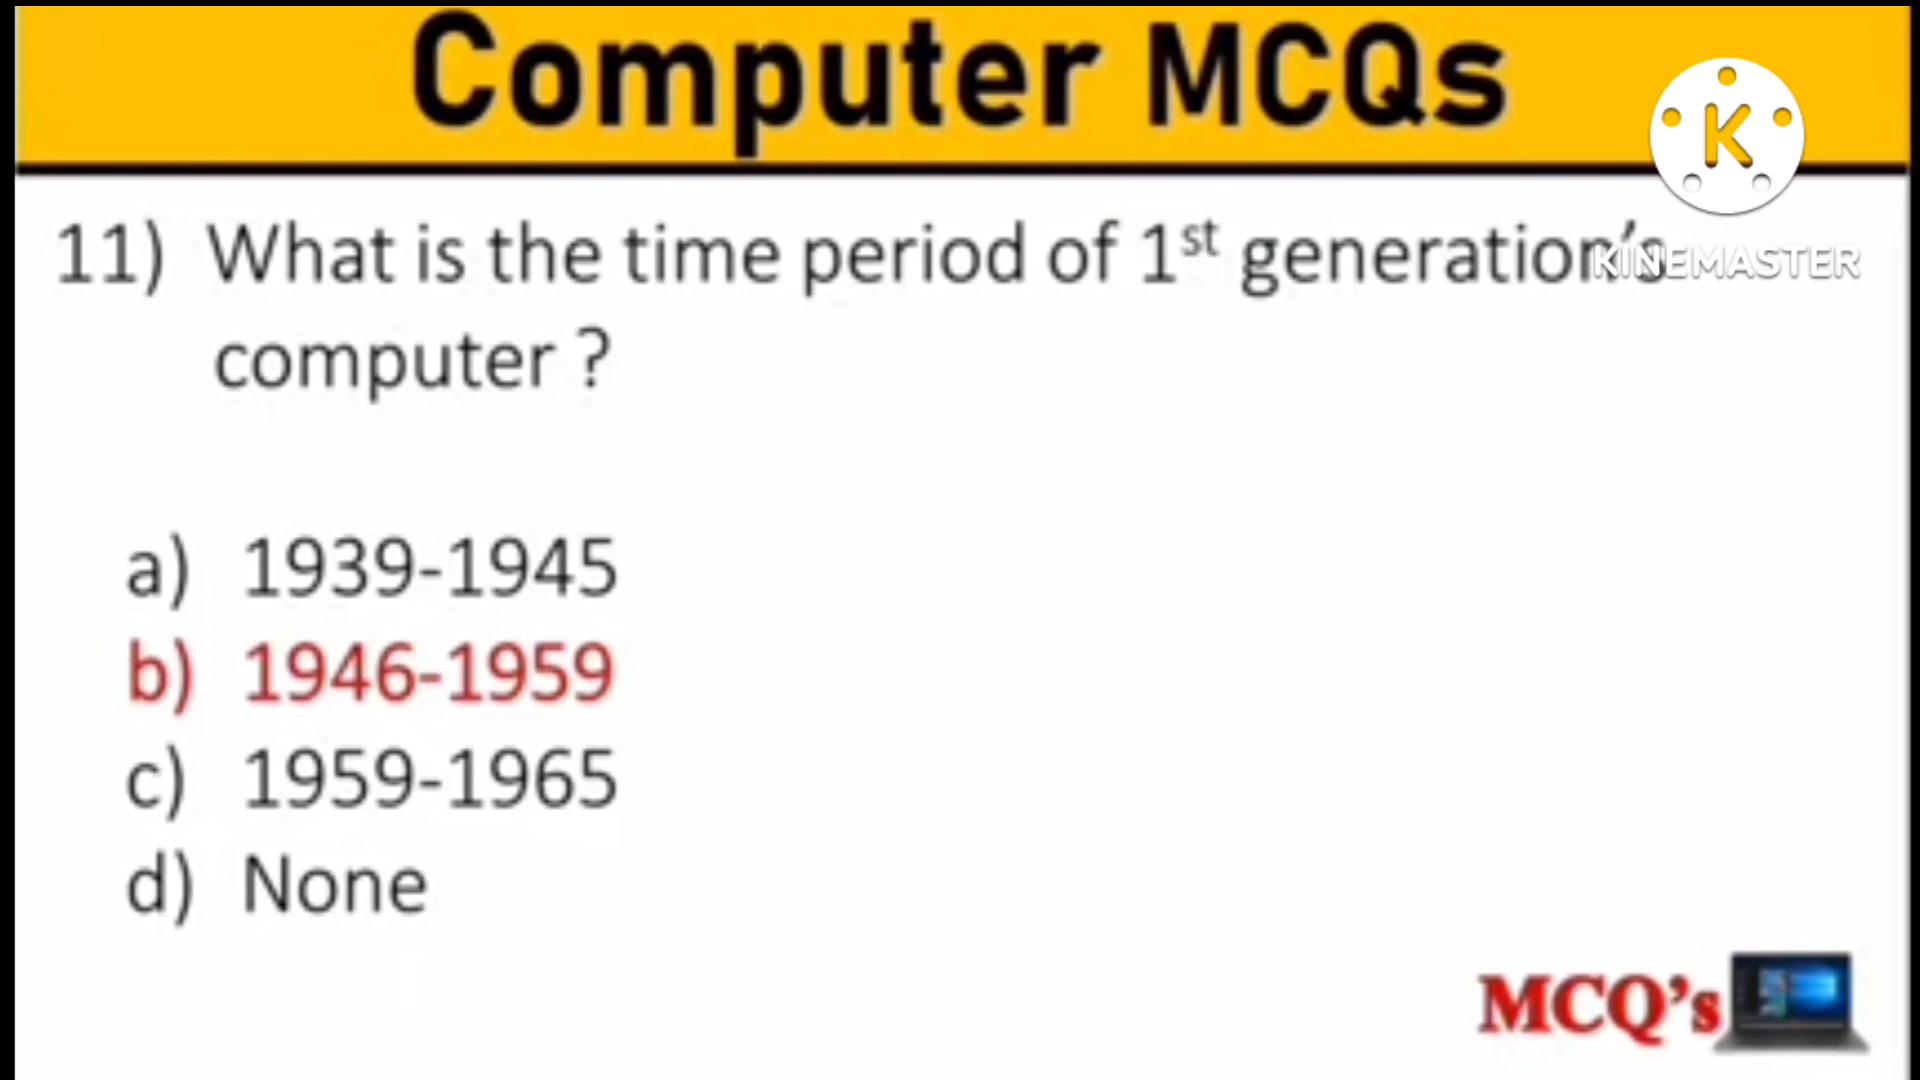 Computer MCQs
K
KINEMASTER
11) What is the time period of 1st generation's
computer ?
a) 1939-1945
b) 1946-1959
c) 1959-1965
d) None
MCQ's